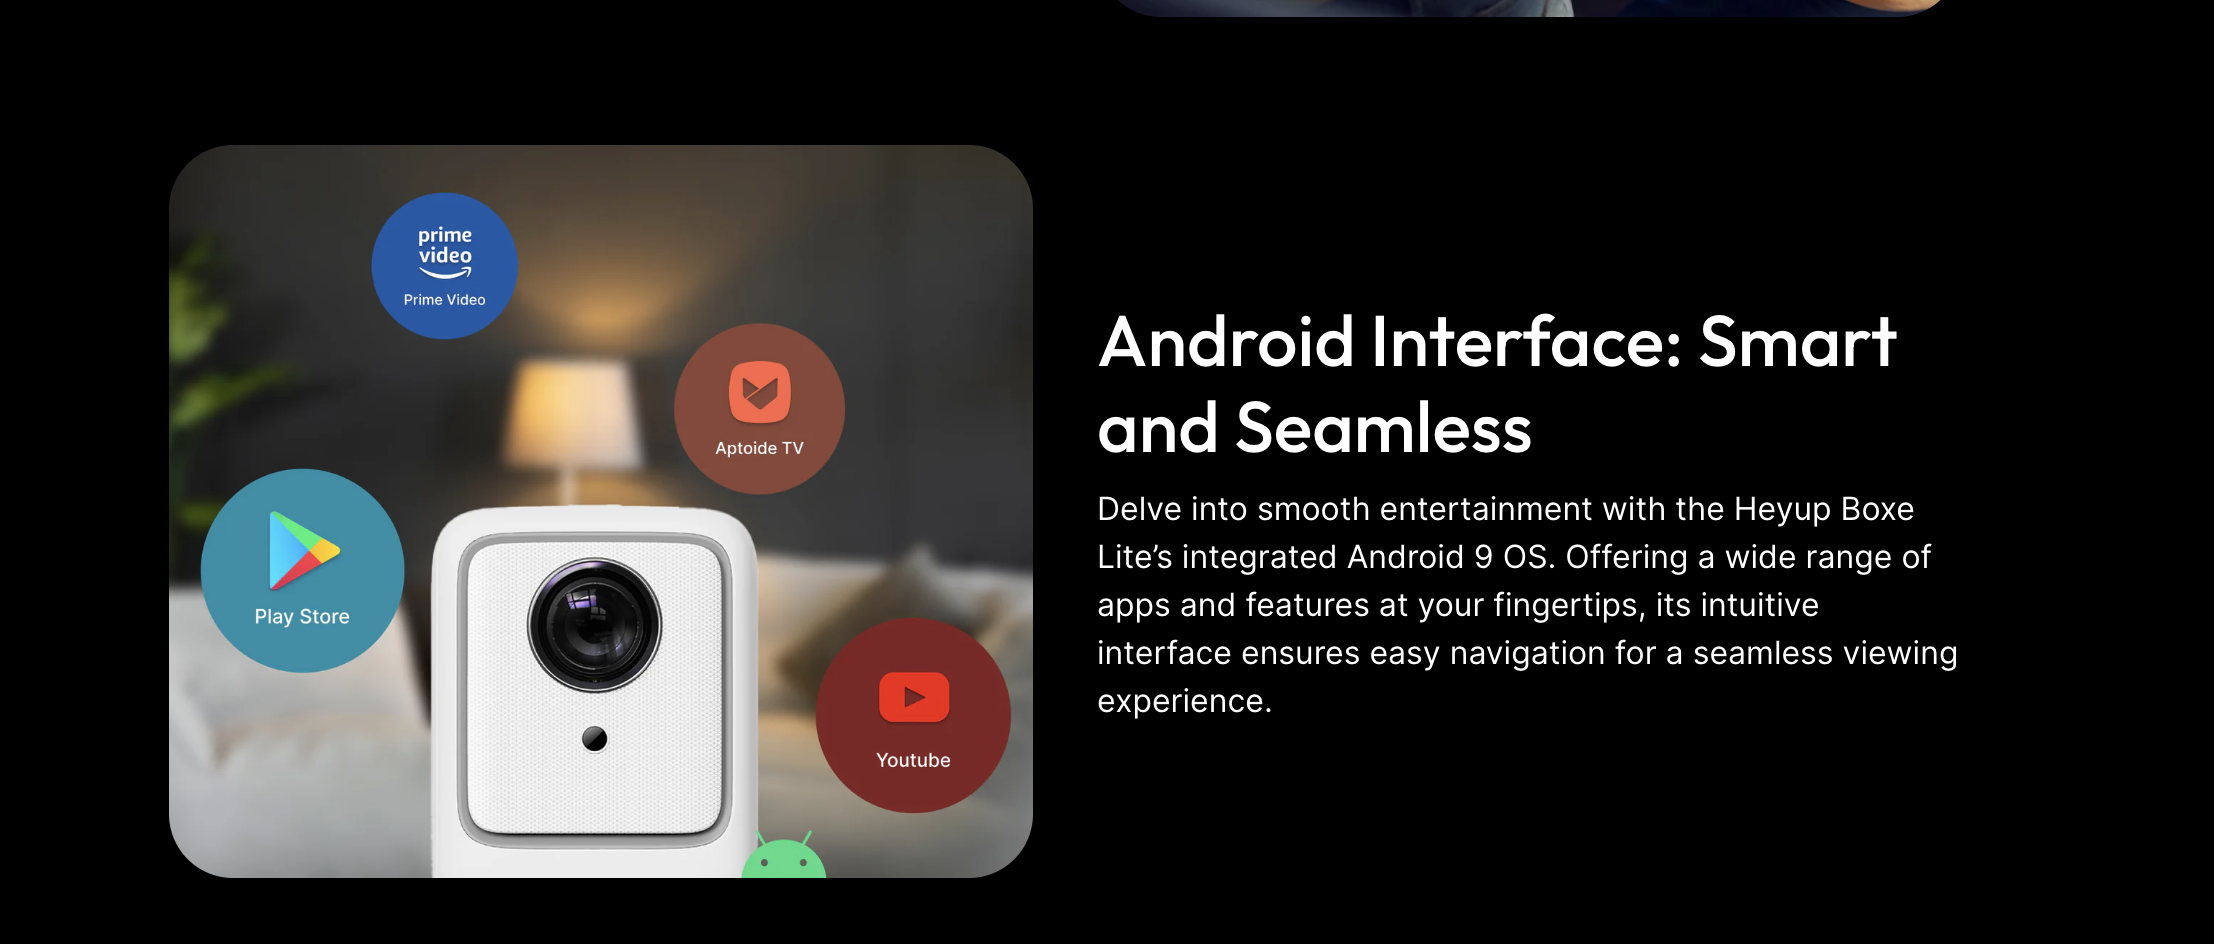 prime
video
Prime Video
Aptoide TV
Play Store
Youtube
Android Interface: Smart
and Seamless
Delve into smooth entertainment with the Heyup Boxe
Lite’s integrated Android 9 OS. Offering a wide range of
apps and features at your fingertips, its intuitive
interface ensures easy navigation for a seamless viewing
experience.